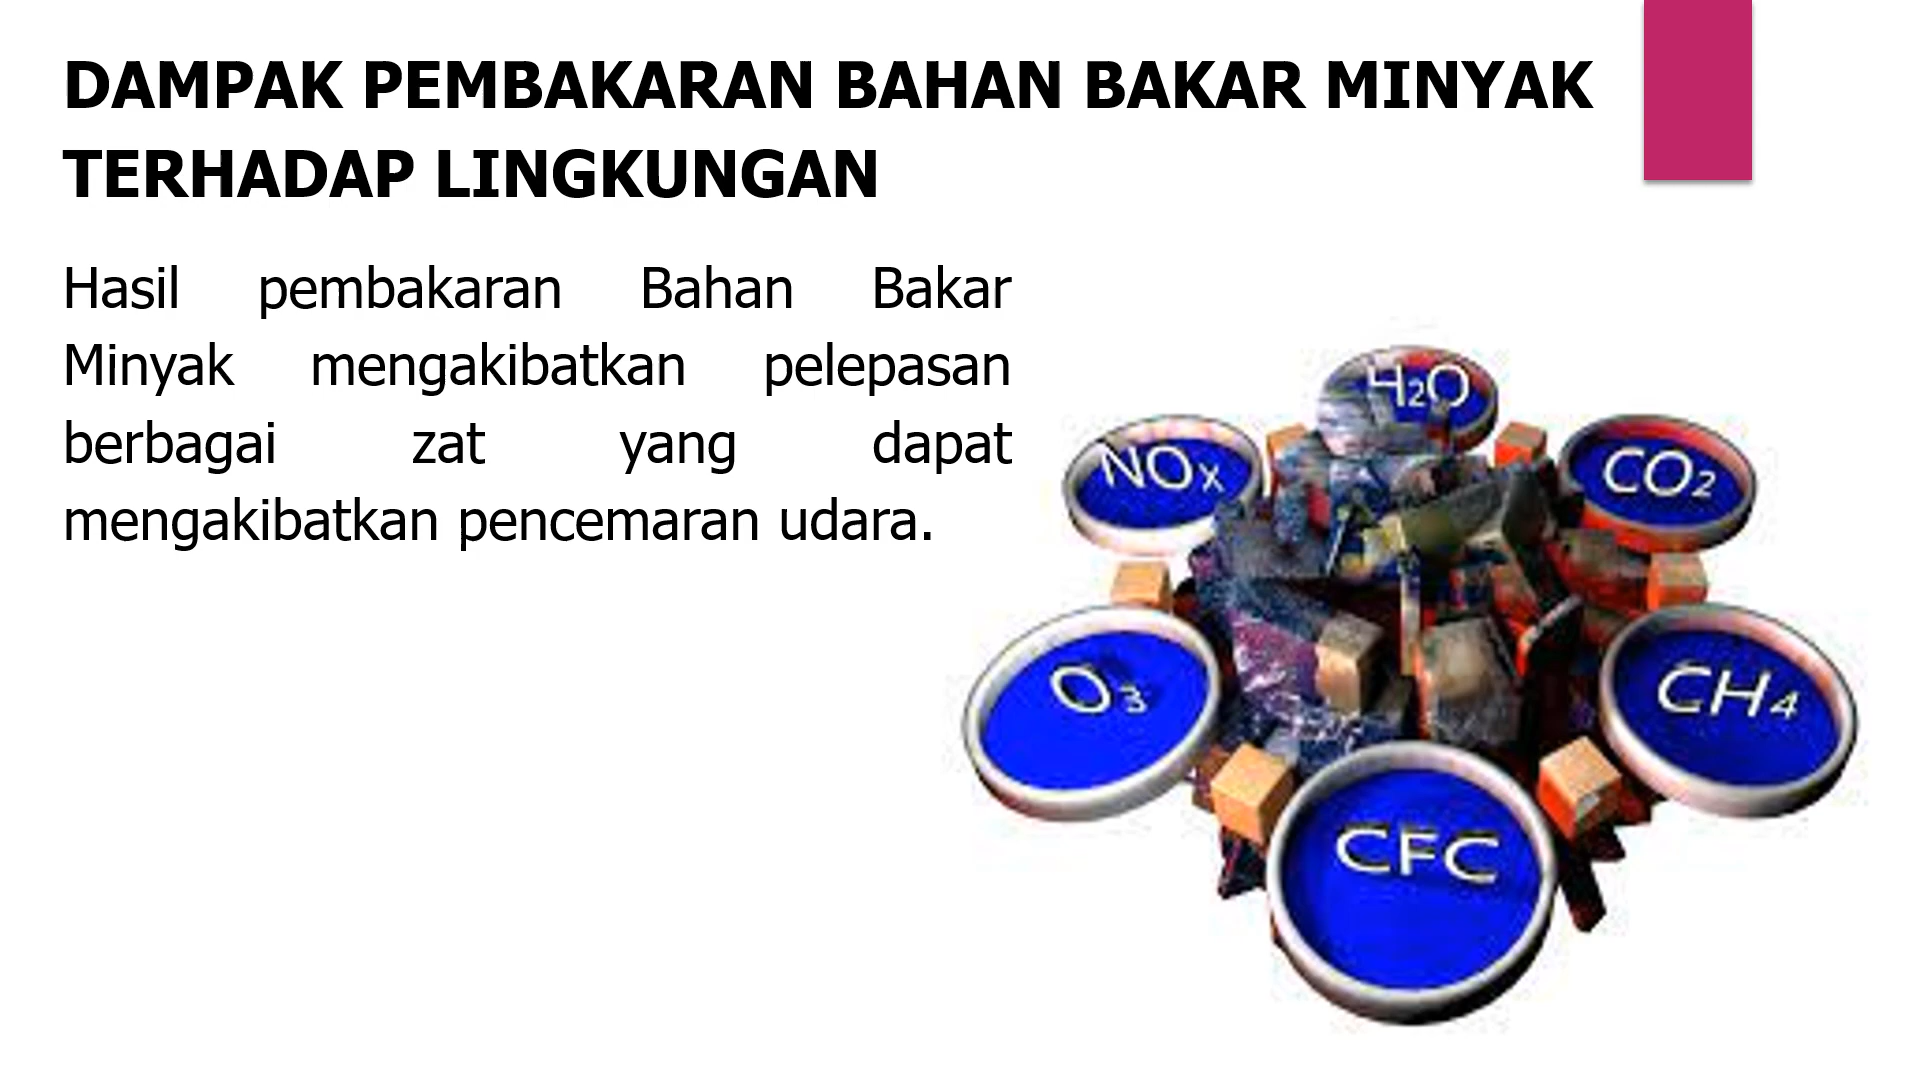 DAMPAK PEMBAKARAN BAHAN BAKAR MINYAK
TERHADAP LINGKUNGAN
Hasil pembakaran Bahan Bakar
Minyak mengakibatkan pelepasan
berbagai zat yang dapat
mengakibatkan pencemaran udara.
H₂O
NOx
CO₂
O₃
CH₄
CFC